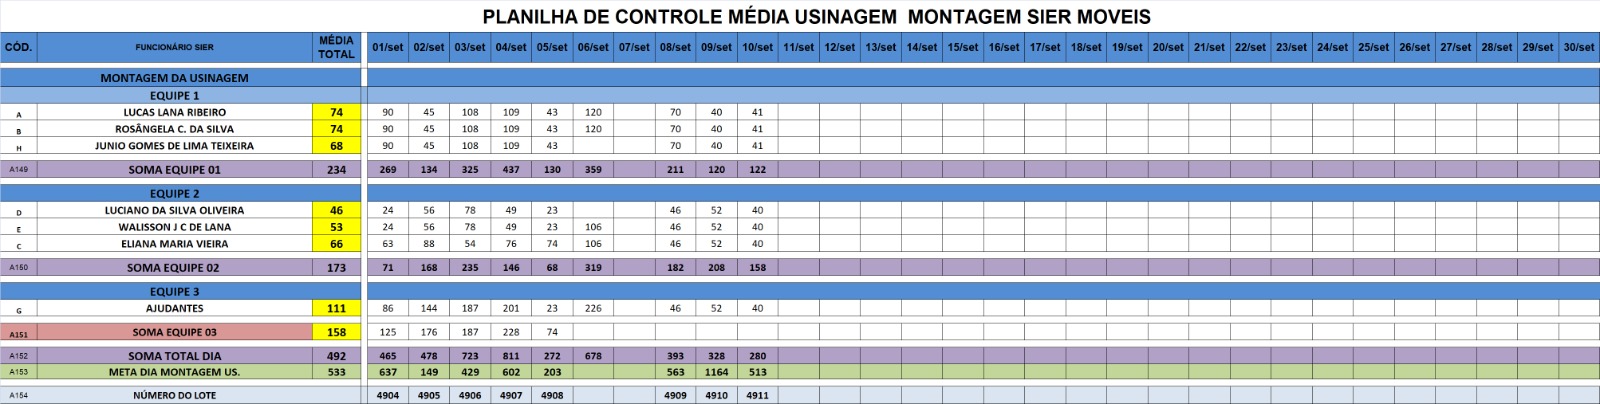 PLANILHA DE CONTROLE MÉDIA USINAGEM MONTAGEM SIER MOVEIS
CÓD. FUNCIONÁRIO SIER MÉDIA TOTAL 01/set 02/set 03/set 04/set 05/set 06/set 07/set 08/set 09/set 10/set 11/set 12/set 13/set 14/set 15/set 16/set 17/set 18/set 19/set 20/set 21/set 22/set 23/set 24/set 25/set 26/set 27/set 28/set 29/set 30/set
MONTAGEM DA USINAGEM
EQUIPE 1
A LUCAS LANA RIBEIRO 74 90 45 108 109 43 120 70 40 41
B ROSÂNGELA C. DA SILVA 74 90 45 108 109 43 120 70 40 41
H JUNIO GOMES DE LIMA TEIXEIRA 68 90 45 108 109 43 70 40 41
A149 SOMA EQUIPE 01 234 269 134 325 437 130 359 211 120 122
EQUIPE 2
D LUCIANO DA SILVA OLIVEIRA 46 24 56 78 49 23 46 52 40
E WALISSON J C DE LANA 53 24 56 78 49 23 106 46 52 40
C ELIANA MARIA VIEIRA 66 63 88 54 76 74 106 46 52 40
A150 SOMA EQUIPE 02 173 71 168 235 146 68 319 182 208 158
EQUIPE 3
G AJUDANTES 111 86 144 187 201 23 226 46 52 40
A151 SOMA EQUIPE 03 158 125 176 187 228 74
A152 SOMA TOTAL DIA 492 465 478 723 811 272 678 393 328 280
A153 META DIA MONTAGEM US. 533 637 149 429 602 203 563 1164 513
A154 NÚMERO DO LOTE 4904 4905 4906 4907 4908 4909 4910 4911